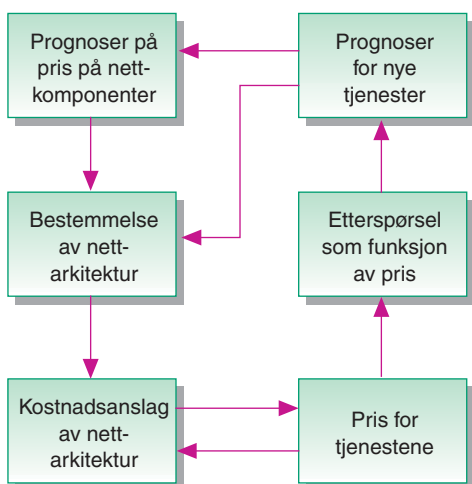 Prognoser på
pris på nett-
komponenter
Prognoser
for nye
tjenester
Bestemmelse
av nett-
arkitektur
Etterspørsel
som funksjon
av pris
Kostnadsanslag
av nett-
arkitektur
Pris for
tjenestene